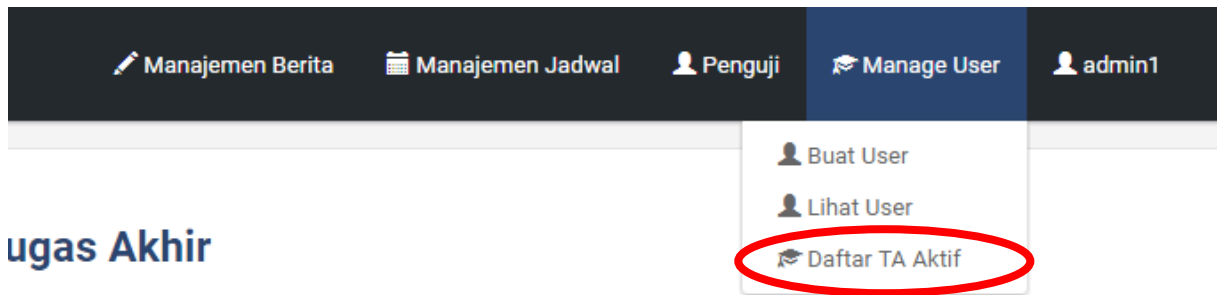 Manajemen Berita Manajemen Jadwal Penguji Manage User admin1
Buat User
Lihat User
ugas Akhir
Daftar TA Aktif